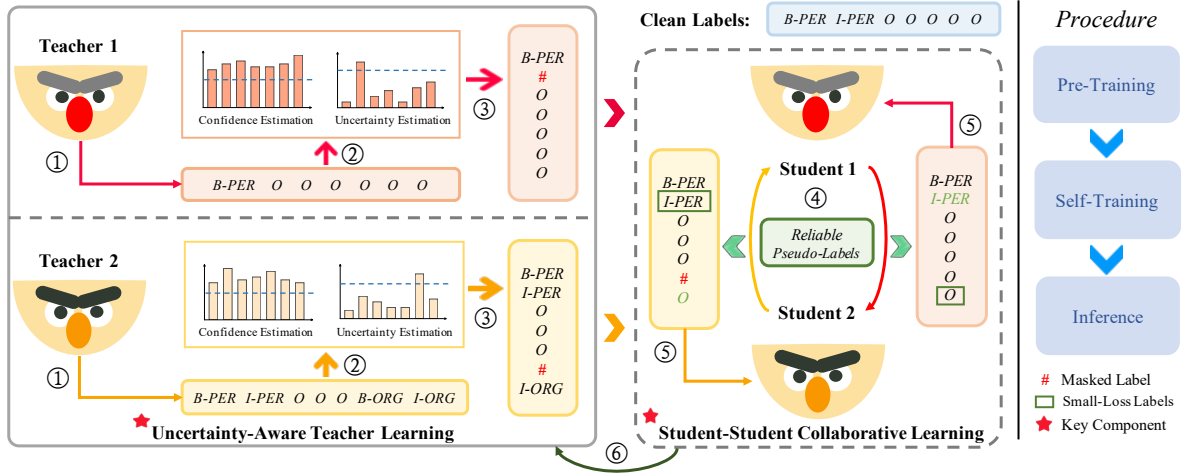 Clean Labels:
B-PER I-PER O O O O O
Procedure
Teacher 1
Confidence Estimation
Uncertainty Estimation
①
②
③
B-PER O O O O O O
B-PER
#
O
O
O
O
O
Teacher 2
Confidence Estimation
Uncertainty Estimation
①
②
③
B-PER I-PER O O O B-ORG I-ORG
B-PER
I-PER
O
O
O
#
I-ORG
Uncertainty-Aware Teacher Learning
B-PER
I-PER
O
O
O
#
O
Student 1
④
Reliable
Pseudo-Labels
Student 2
⑤
B-PER
I-PER
O
O
O
O
O
⑤
Student-Student Collaborative Learning
⑥
Pre-Training
Self-Training
Inference
# Masked Label
Small-Loss Labels
Key Component